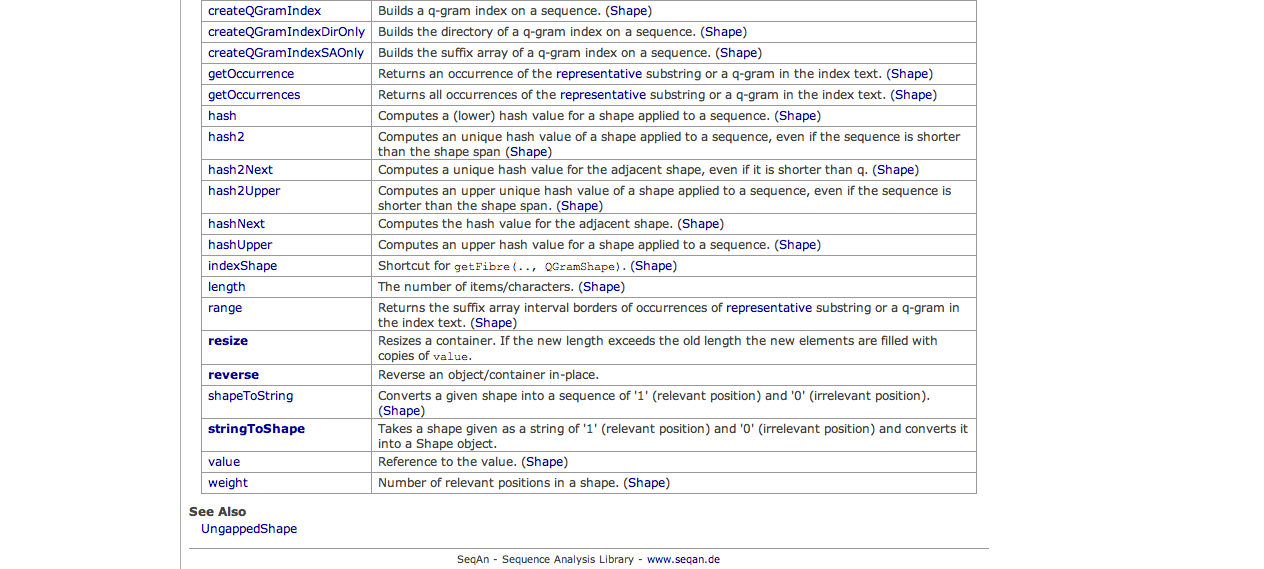 createQGramIndex Builds a q-gram index on a sequence. (Shape)
createQGramIndexDirOnly Builds the directory of a q-gram index on a sequence. (Shape)
createQGramIndexSAOnly Builds the suffix array of a q-gram index on a sequence. (Shape)
getOccurrence Returns an occurrence of the representative substring or a q-gram in the index text. (Shape)
getOccurrences Returns all occurrences of the representative substring or a q-gram in the index text. (Shape)
hash Computes a (lower) hash value for a shape applied to a sequence. (Shape)
hash2 Computes an unique hash value of a shape applied to a sequence, even if the sequence is shorter
than the shape span (Shape)
hash2Next Computes a unique hash value for the adjacent shape, even if it is shorter than q. (Shape)
hash2Upper Computes an upper unique hash value of a shape applied to a sequence, even if the sequence is
shorter than the shape span. (Shape)
hashNext Computes the hash value for the adjacent shape. (Shape)
hashUpper Computes an upper hash value for a shape applied to a sequence. (Shape)
indexShape Shortcut for getFibre(.., QGramShape). (Shape)
length The number of items/characters. (Shape)
range Returns the suffix array interval borders of occurrences of representative substring or a q-gram in
the index text. (Shape)
resize Resizes a container. If the new length exceeds the old length the new elements are filled with
copies of value.
reverse Reverse an object/container in-place.
shapeToString Converts a given shape into a sequence of '1' (relevant position) and '0' (irrelevant position).
(Shape)
stringToShape Takes a shape given as a string of '1' (relevant position) and '0' (irrelevant position) and converts it
into a Shape object.
value Reference to the value. (Shape)
weight Number of relevant positions in a shape. (Shape)
See Also
UngappedShape
SeqAn - Sequence Analysis Library - www.seqan.de